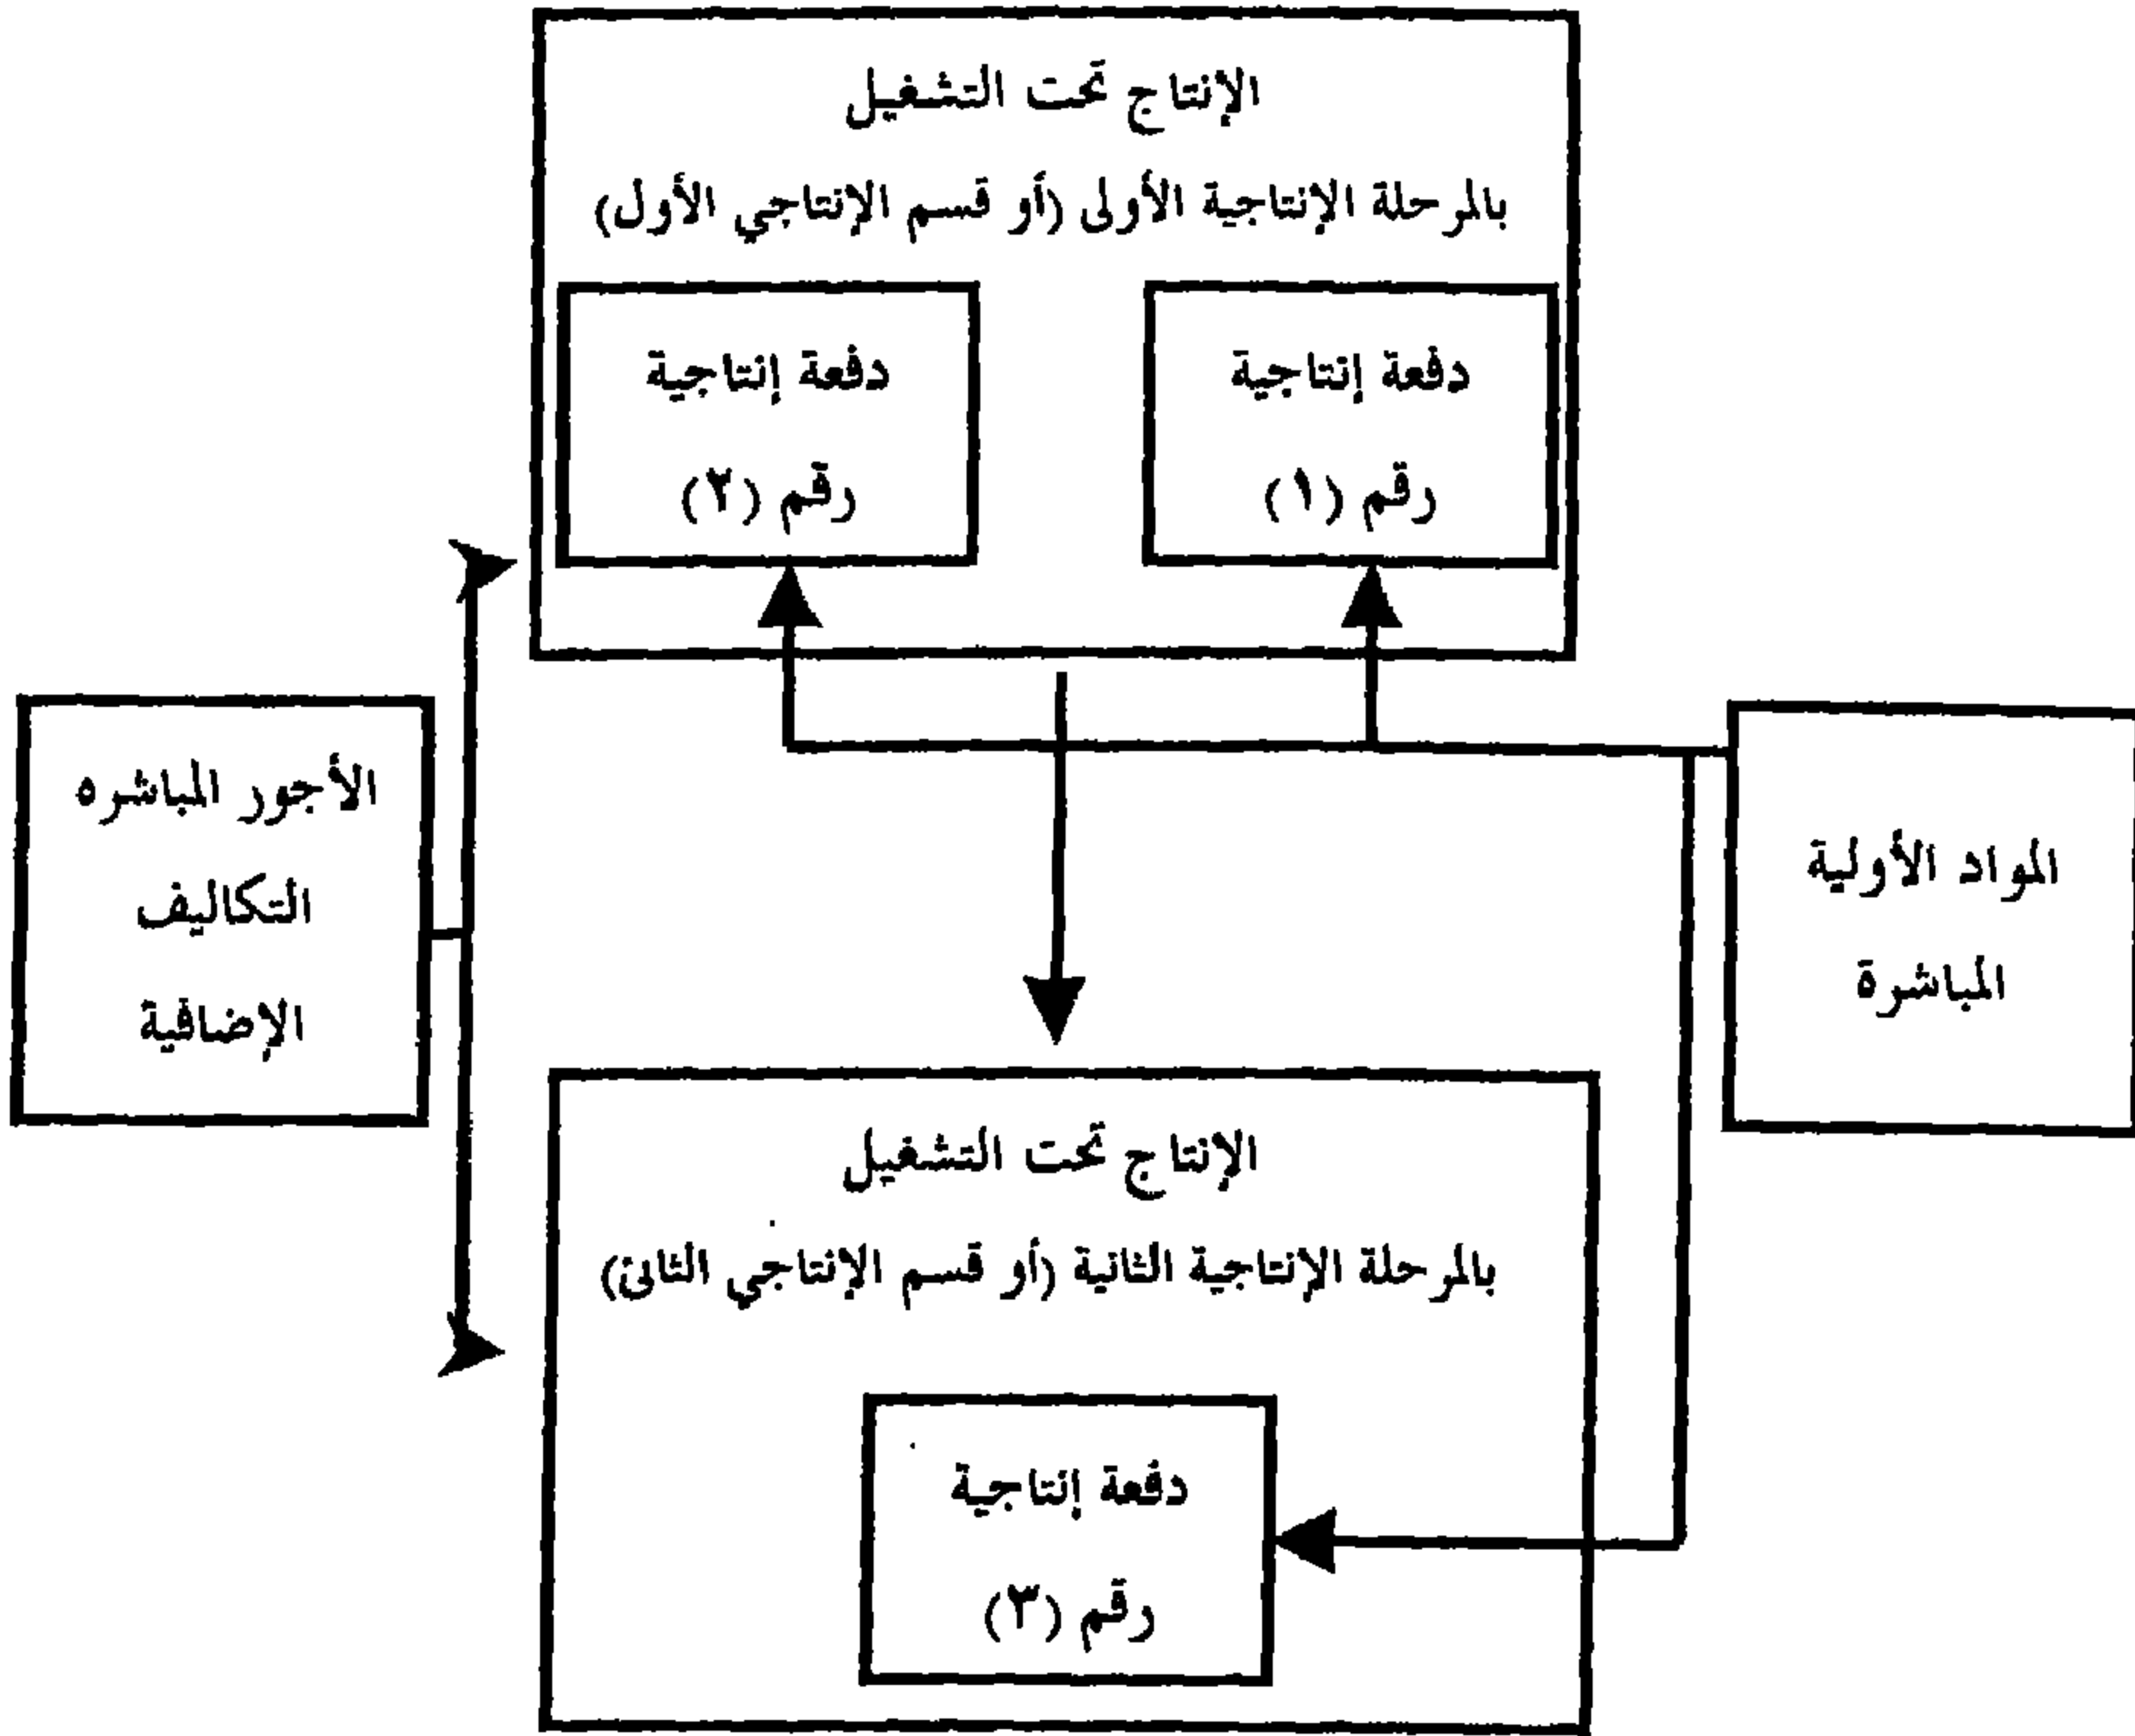 الإنتاج تحت التشغيل
بالمرحلة الإنتاجية الأولى (أو قسم الإنتاجي الأول)
دفعة إنتاجية
رقم (١)
دفعة إنتاجية
رقم (٢)
المواد الأولية
المباشرة
الأجور المباشره
التكاليف
الإضافية
الإنتاج تحت التشغيل
بالمرحلة الإنتاجية الثانية (أو قسم الإنتاجي الثانى)
دفعة إنتاجية
رقم (٣)